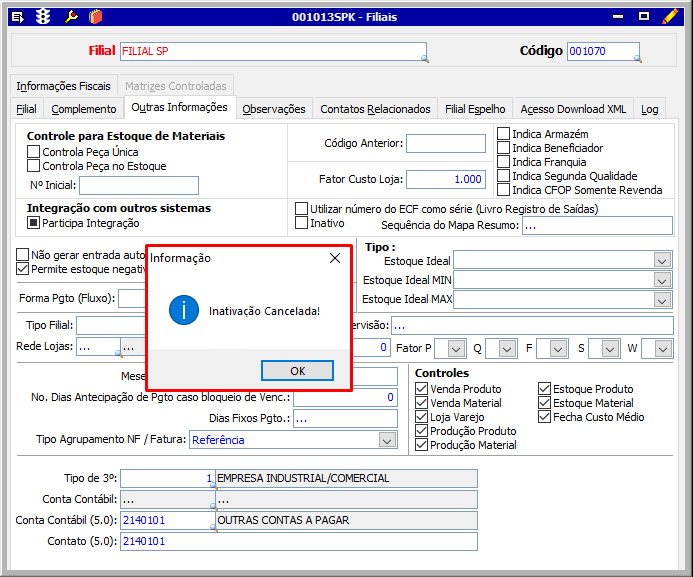 001013SPK - Filiais
Filial FILIAL SP Código 001070
Informações Fiscais Matrizes Controladas
Filial Complemento Outras Informações Observações Contatos Relacionados Filial Espelho Acesso Download XML Log
Controle para Estoque de Materiais
Controla Peça Única
Controla Peça no Estoque
Nº Inicial:
Código Anterior:
Fator Custo Loja: 1.000
Indica Armazém
Indica Beneficiador
Indica Franquia
Indica Segunda Qualidade
Indica CFOP Somente Revenda
Integração com outros sistemas
Participa Integração
Utilizar número do ECF como série (Livro Registro de Saídas)
Inativo Sequência do Mapa Resumo: ...
Não gerar entrada auto
Permite estoque negativ
Tipo :
Estoque Ideal
Estoque Ideal MIN
Estoque Ideal MAX
Forma Pgto (Fluxo):
Informação
Inativação Cancelada!
OK
Tipo Filial: ervisão: ...
Rede Lojas: ... ... 0 Fator P Q F S W
Mese
No. Dias Antecipação de Pgto caso bloqueio de Venc.: 0
Dias Fixos Pgto.: ...
Tipo Agrupamento NF / Fatura: Referência
Controles
Venda Produto Estoque Produto
Venda Material Estoque Material
Loja Varejo Fecha Custo Médio
Produção Produto
Produção Material
Tipo de 3º: 1 EMPRESA INDUSTRIAL/COMERCIAL
Conta Contábil: ... ...
Conta Contábil (5.0): 2140101 OUTRAS CONTAS A PAGAR
Contato (5.0): 2140101